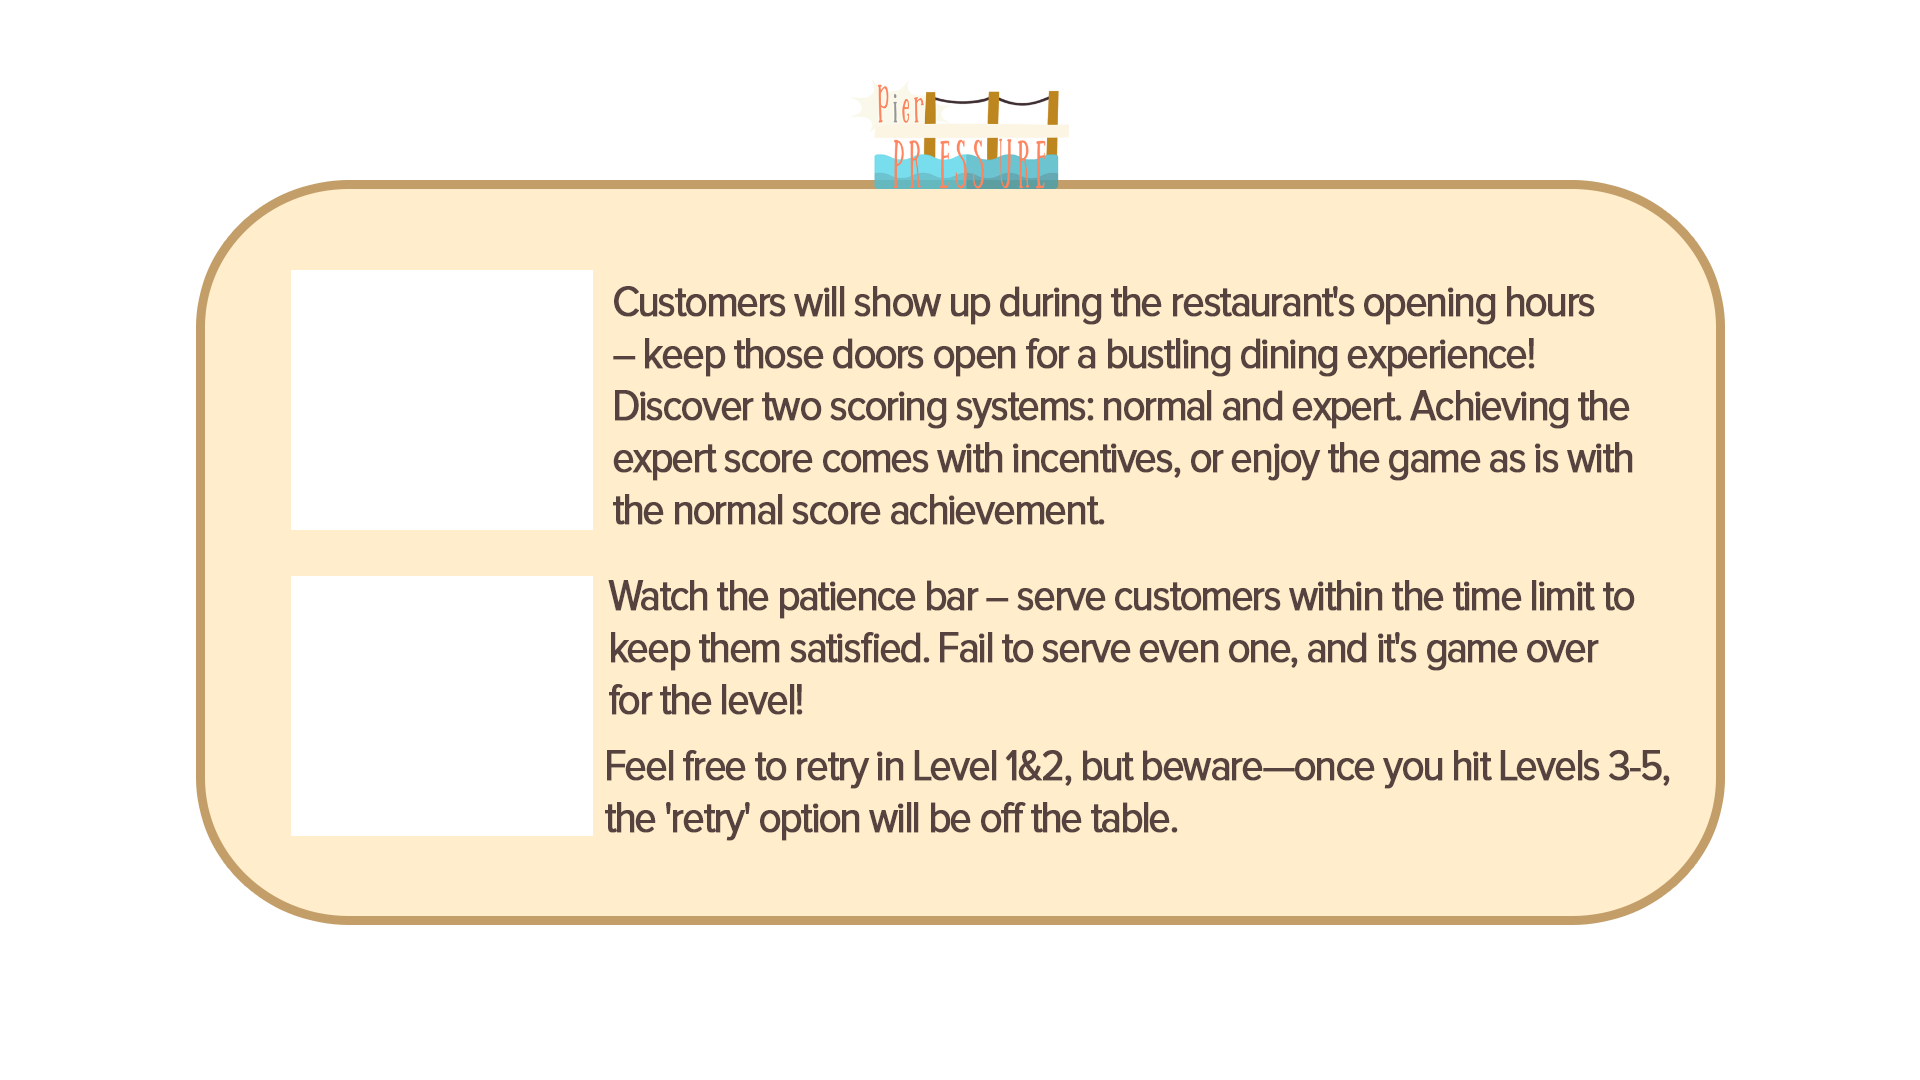 Pier
PRESSURE
Customers will show up during the restaurant's opening hours
– keep those doors open for a bustling dining experience!
Discover two scoring systems: normal and expert. Achieving the
expert score comes with incentives, or enjoy the game as is with
the normal score achievement.
Watch the patience bar – serve customers within the time limit to
keep them satisfied. Fail to serve even one, and it's game over
for the level!
Feel free to retry in Level 1&2, but beware—once you hit Levels 3-5,
the 'retry' option will be off the table.